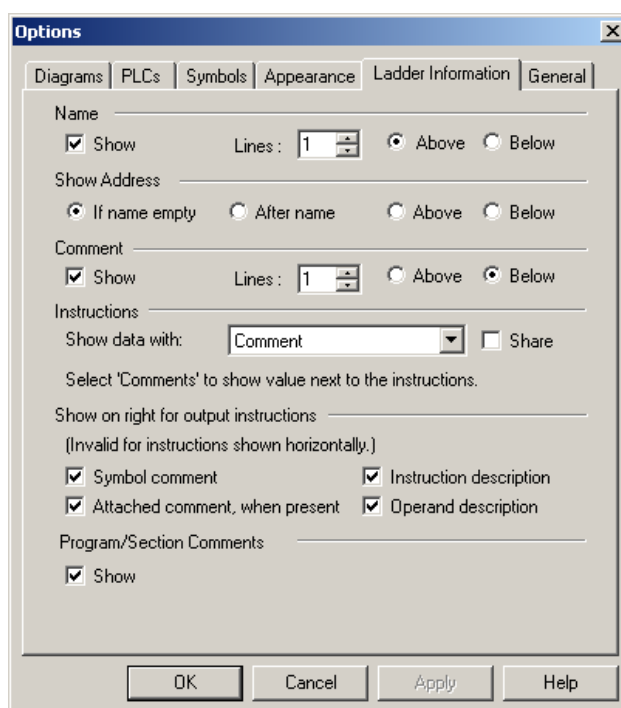 Options
Diagrams PLCs Symbols Appearance Ladder Information General
Name
Show Lines : 1 Above Below
Show Address
If name empty After name Above Below
Comment
Show Lines : 1 Above Below
Instructions
Show data with: Comment Share
Select 'Comments' to show value next to the instructions.
Show on right for output instructions
(Invalid for instructions shown horizontally.)
Symbol comment Instruction description
Attached comment, when present Operand description
Program/Section Comments
Show
OK Cancel Apply Help